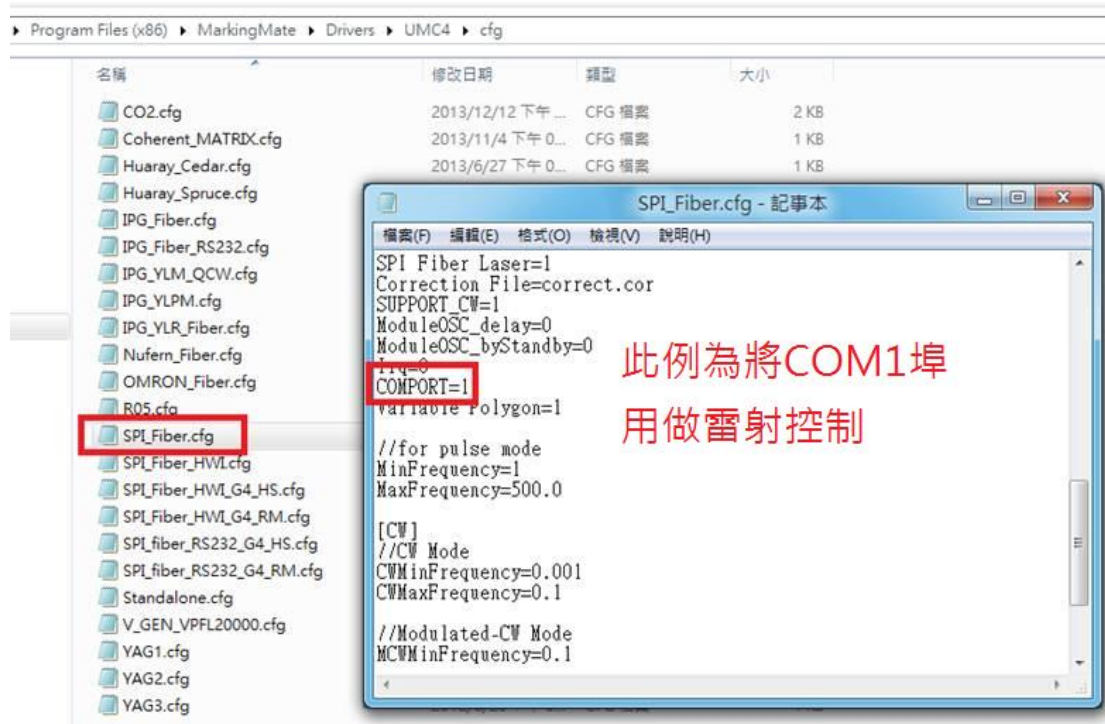 Program Files (x86) ▸ MarkingMate ▸ Drivers ▸ UMC4 ▸ cfg
名稱 修改日期 類型 大小
CO2.cfg 2013/12/12 下午 ... CFG 檔案 2 KB
Coherent_MATRIX.cfg 2013/11/4 下午 0... CFG 檔案 1 KB
Huaray_Cedar.cfg 2013/6/27 下午 0... CFG 檔案 1 KB
Huaray_Spruce.cfg
IPG_Fiber.cfg
IPG_Fiber_RS232.cfg
IPG_YLM_QCW.cfg
IPG_YLPM.cfg
IPG_YLR_Fiber.cfg
Nufern_Fiber.cfg
OMRON_Fiber.cfg
R05.cfg
SPI_Fiber.cfg
SPI_Fiber_HWI.cfg
SPI_Fiber_HWI_G4_HS.cfg
SPI_Fiber_HWI_G4_RM.cfg
SPI_fiber_RS232_G4_HS.cfg
SPI_fiber_RS232_G4_RM.cfg
Standalone.cfg
V_GEN_VPFL20000.cfg
YAG1.cfg
YAG2.cfg
YAG3.cfg
SPI_Fiber.cfg - 記事本
檔案(F) 編輯(E) 格式(O) 檢視(V) 說明(H)
SPI Fiber Laser=1
Correction File=correct.cor
SUPPORT_CW=1
ModuleOSC_delay=0
ModuleOSC_byStandby=0
COMPORT=1
Variable Polygon=1
//for pulse mode
MinFrequency=1
MaxFrequency=500.0
[CW]
//CW Mode
CWMinFrequency=0.001
CWMaxFrequency=0.1
//Modulated-CW Mode
MCWMinFrequency=0.1
此例為將COM1埠
用做雷射控制